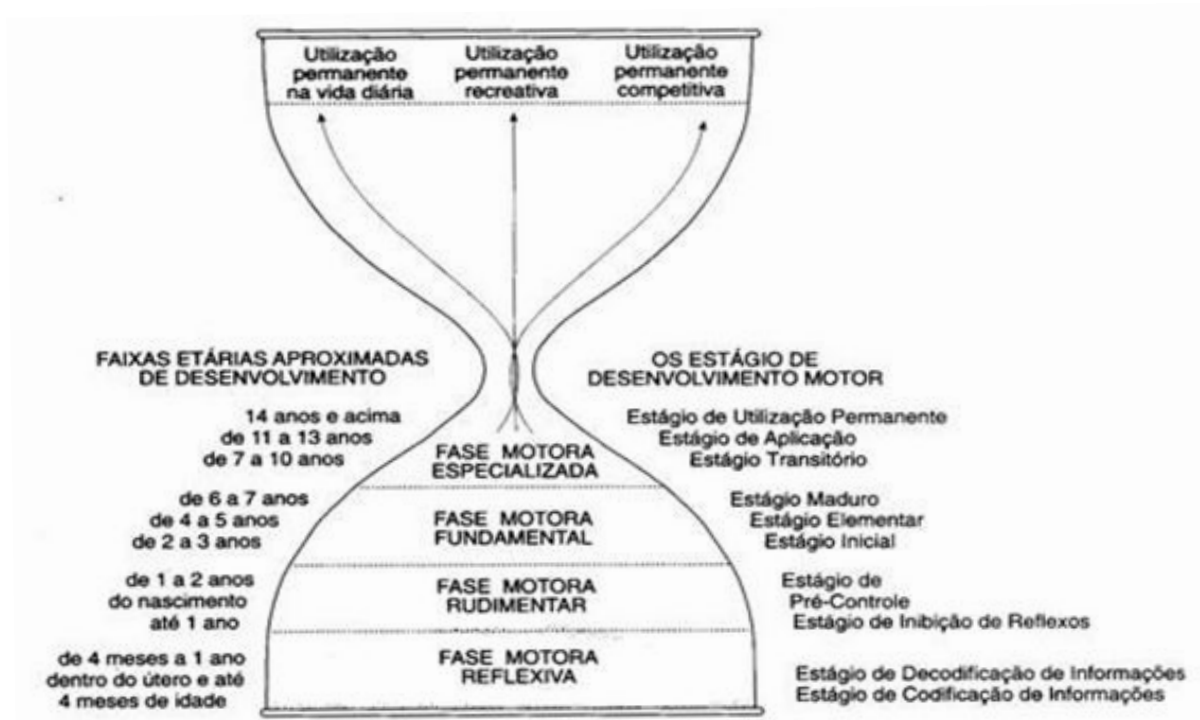 Utilização permanente na vida diária
Utilização permanente recreativa
Utilização permanente competitiva
FAIXAS ETÁRIAS APROXIMADAS
DE DESENVOLVIMENTO
14 anos e acima
de 11 a 13 anos
de 7 a 10 anos
de 6 a 7 anos
de 4 a 5 anos
de 2 a 3 anos
de 1 a 2 anos
do nascimento
até 1 ano
de 4 meses a 1 ano
dentro do útero e até
4 meses de idade
FASE MOTORA
ESPECIALIZADA
FASE MOTORA
FUNDAMENTAL
FASE MOTORA
RUDIMENTAR
FASE MOTORA
REFLEXIVA
OS ESTÁGIO DE
DESENVOLVIMENTO MOTOR
Estágio de Utilização Permanente
Estágio de Aplicação
Estágio Transitório
Estágio Maduro
Estágio Elementar
Estágio Inicial
Estágio de
Pré-Controle
Estágio de Inibição de Reflexos
Estágio de Decodificação de Informações
Estágio de Codificação de Informações